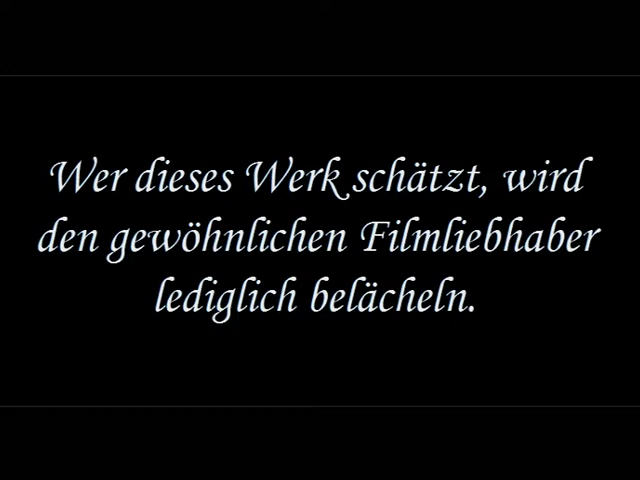 Wer dieses Werk schätzt, wird
den gewöhnlichen Filmliebhaber
lediglich belächeln.